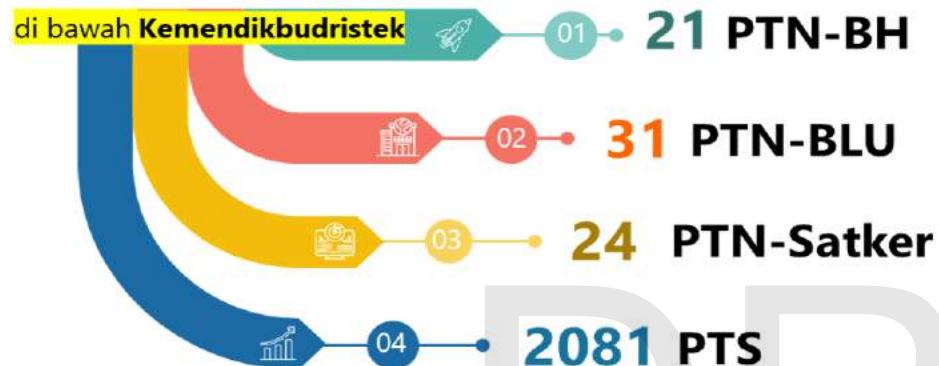 di bawah Kemendikbudristek
01 21 PTN-BH
02 31 PTN-BLU
03 24 PTN-Satker
04 2081 PTS